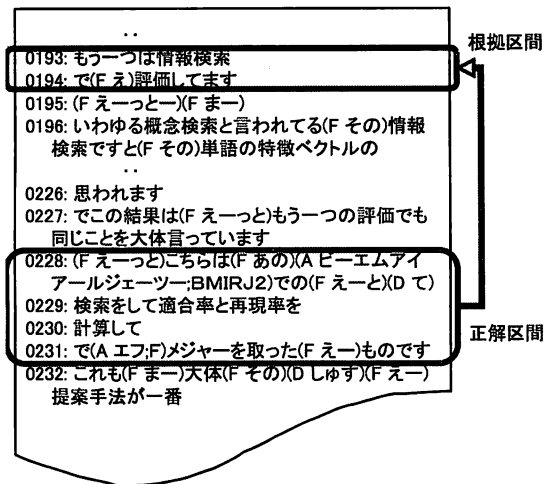 ‥
0193: もう一つは情報検索
0194: で(F え)評価してます
0195: (F えーっとー)(F まー)
0196: いわゆる概念検索と言われてる(F その)情報
検索ですと(F その)単語の特徴ベクトルの
‥
0226: 思われます
0227: でこの結果は(F えーっと)もう一つの評価でも
同じことを大体言っています
0228: (F えーっと)こちらは(F あの)(A ビーエムアイ
アールジェーツー;BMIRJ2)での(F えーと)(D て)
0229: 検索をして適合率と再現率を
0230: 計算して
0231: で(A エフ;F)メジャーを取った(F えー)ものです
0232: これも(F まー)大体(F その)(D しゅす)(F えー)
提案手法が一番
根拠区間
正解区間